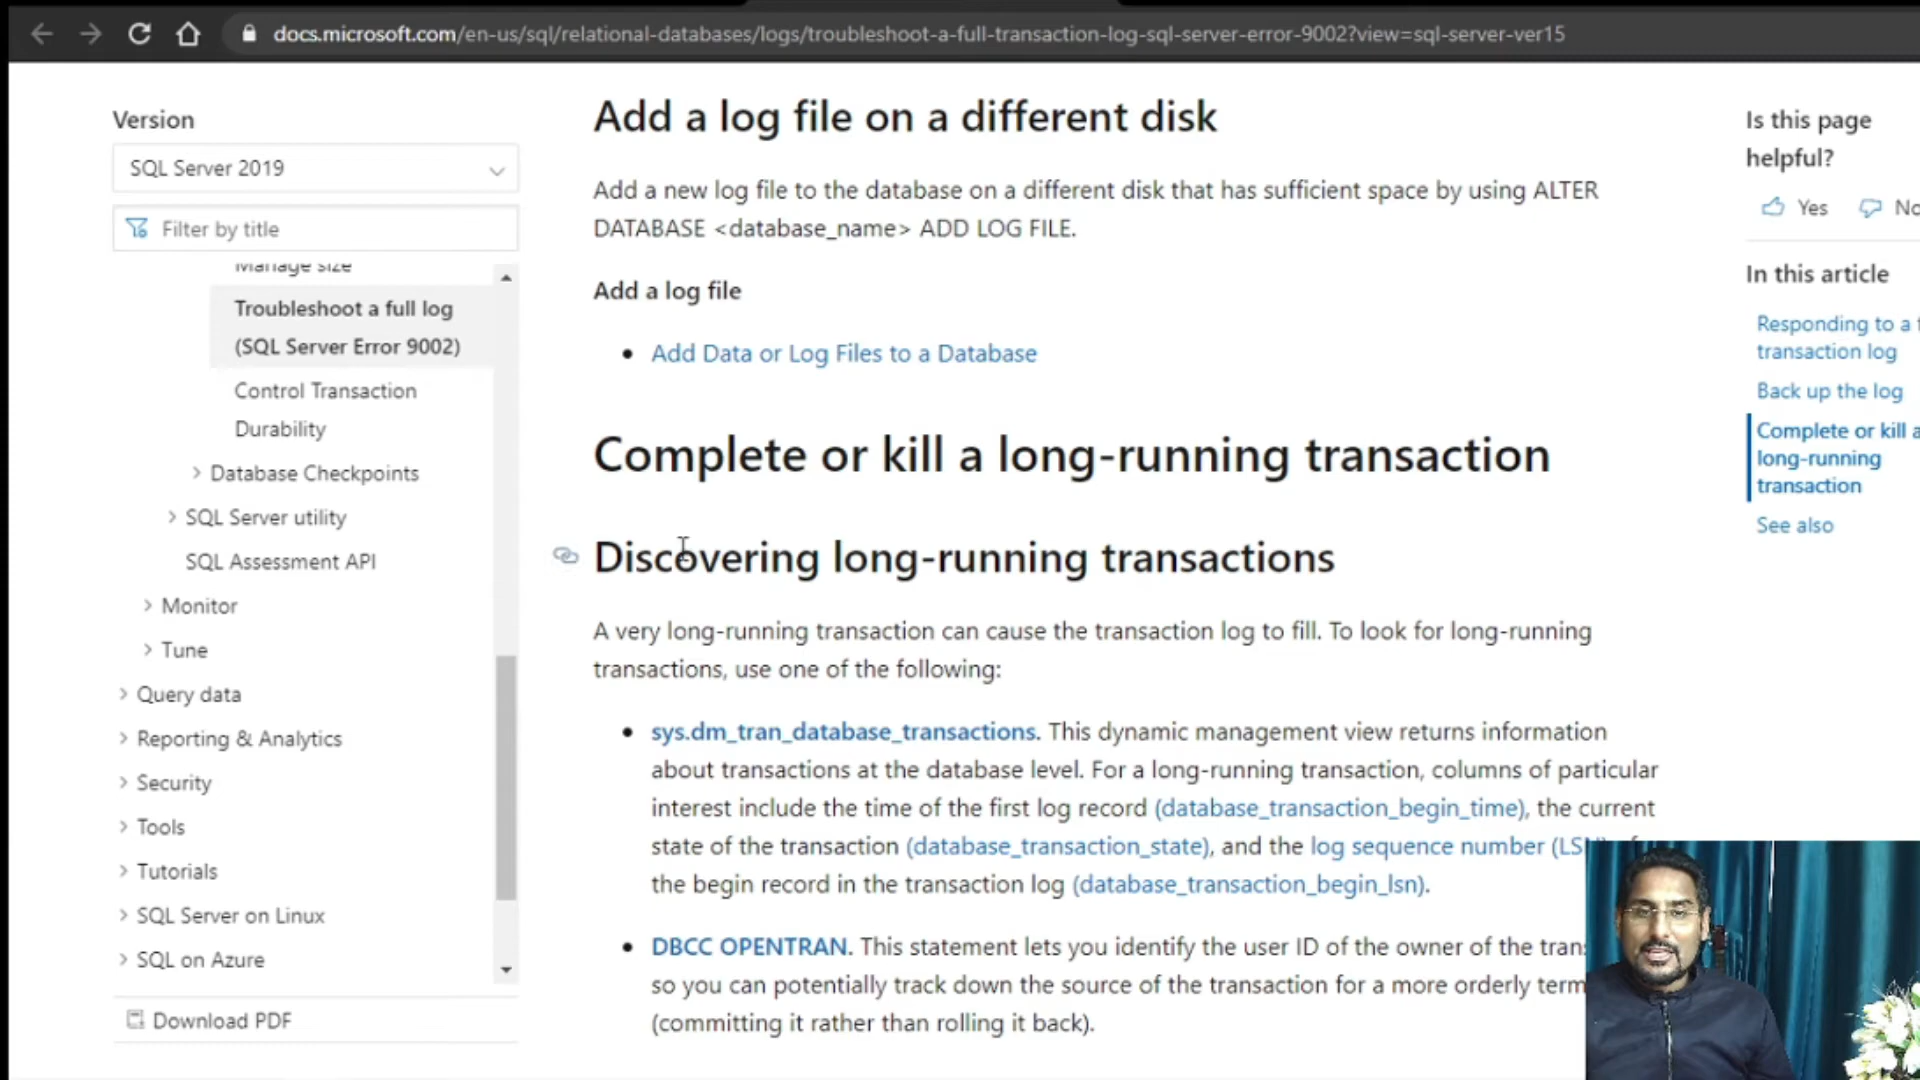 docs.microsoft.com/en-us/sql/relational-databases/logs/troubleshoot-a-full-transaction-log-sql-server-error-9002?view=sql-server-ver15
Version
SQL Server 2019
Filter by title
Manage size
Troubleshoot a full log
(SQL Server Error 9002)
Control Transaction
Durability
Database Checkpoints
SQL Server utility
SQL Assessment API
Monitor
Tune
Query data
Reporting & Analytics
Security
Tools
Tutorials
SQL Server on Linux
SQL on Azure
Download PDF
Add a log file on a different disk
Add a new log file to the database on a different disk that has sufficient space by using ALTER
DATABASE <database_name> ADD LOG FILE.
Add a log file
Add Data or Log Files to a Database
Complete or kill a long-running transaction
Discovering long-running transactions
A very long-running transaction can cause the transaction log to fill. To look for long-running
transactions, use one of the following:
sys.dm_tran_database_transactions. This dynamic management view returns information
about transactions at the database level. For a long-running transaction, columns of particular
interest include the time of the first log record (database_transaction_begin_time), the current
state of the transaction (database_transaction_state), and the log sequence number
the begin record in the transaction log (database_transaction_begin_lsn).
DBCC OPENTRAN. This statement lets you identify the user ID of the owner of the
so you can potentially track down the source of the transaction for a more orderly
(committing it rather than rolling it back).
Is this page
helpful?
Yes
In this article
Responding to a
transaction log
Back up the log
Complete or kill a
long-running
transaction
See also